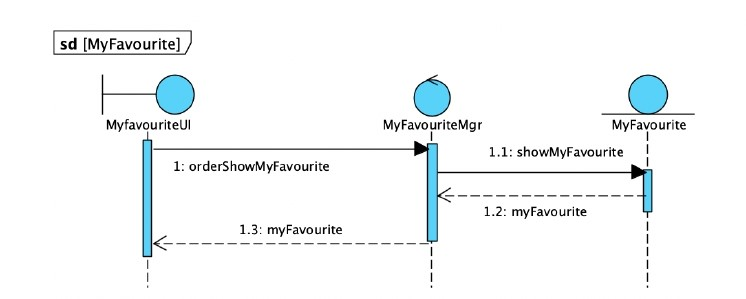 sd [MyFavourite]
MyfavouriteUI
MyFavouriteMgr
MyFavourite
1: orderShowMyFavourite
1.1: showMyFavourite
1.2: myFavourite
1.3: myFavourite